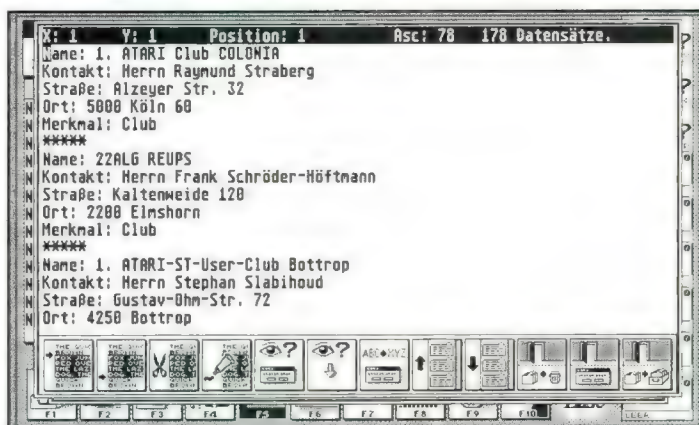 X: 1 Y: 1 Position: 1 Asc: 78 178 Datensätze.
Name: 1. ATARI Club COLONIA
Kontakt: Herrn Raymund Straberg
Straße: Alzeyer Str. 32
Ort: 5000 Köln 60
Merkmal: Club
*****
Name: 22ALG REUPS
Kontakt: Herrn Frank Schröder-Höftmann
Straße: Kaltenweide 120
Ort: 2200 Elmshorn
Merkmal: Club
*****
Name: 1. ATARI-ST-User-Club Bottrop
Kontakt: Herrn Stephan Slabihoud
Straße: Gustav-Ohm-Str. 72
Ort: 4250 Bottrop
ABC XYZ
F1 F2 F3 F4 F5 F6 F7 F8 F9 F10